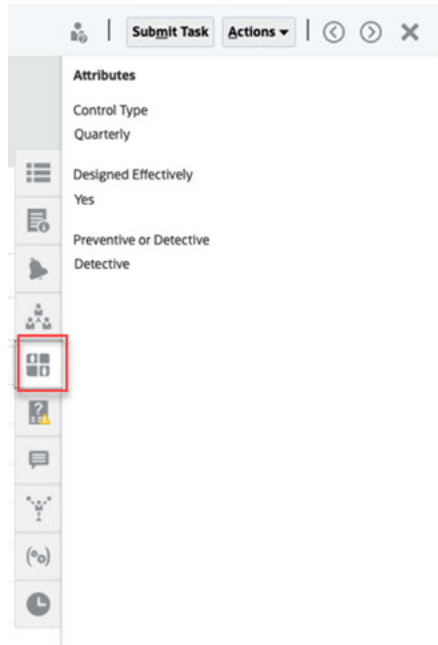 Submit Task Actions
Attributes
Control Type
Quarterly
Designed Effectively
Yes
Preventive or Detective
Detective